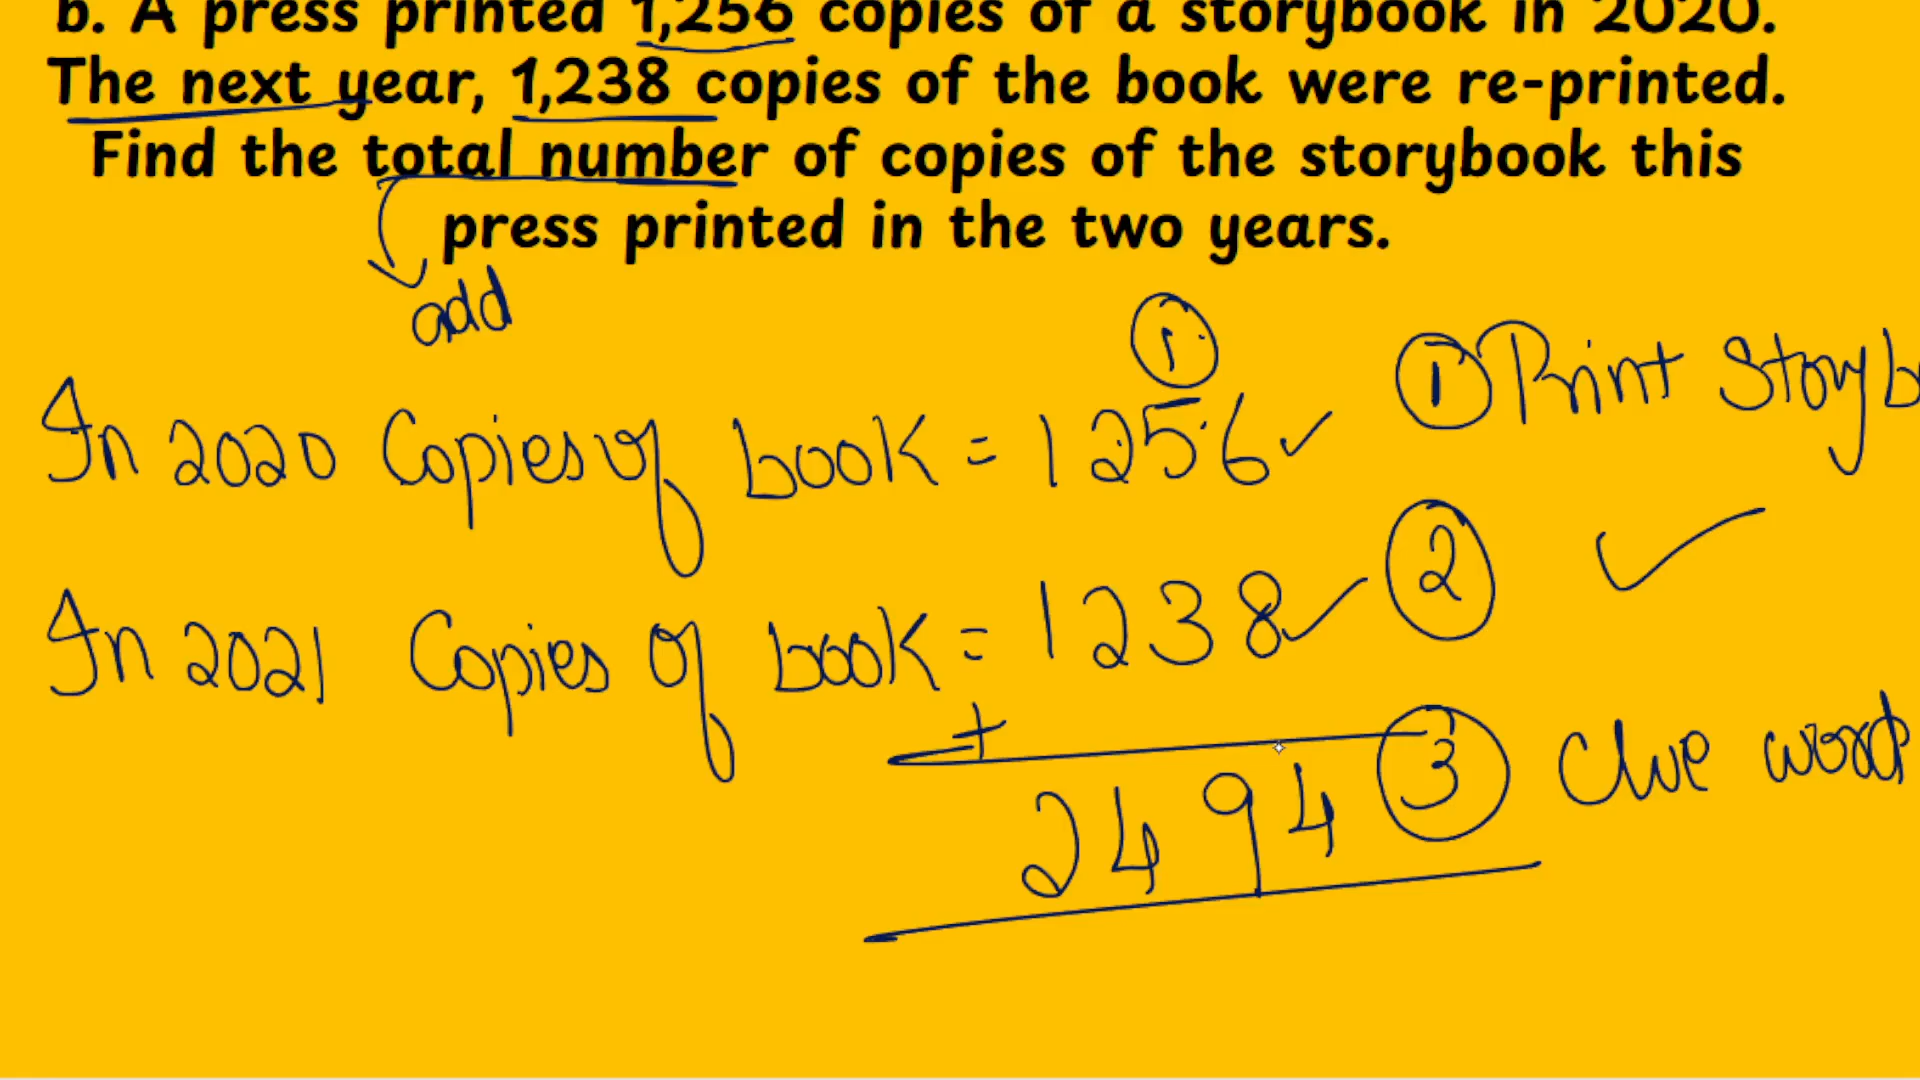 b. A press printed 1,256 copies of a storybook in 2020.
The next year, 1,238 copies of the book were re-printed.
Find the total number of copies of the storybook this
press printed in the two years.
add
1
In 2020 Copies of book = 1256 ✓
① Print Storyb
In 2021 Copies of book = 1238 ✓
② ✓
+
2494
③ Clue word